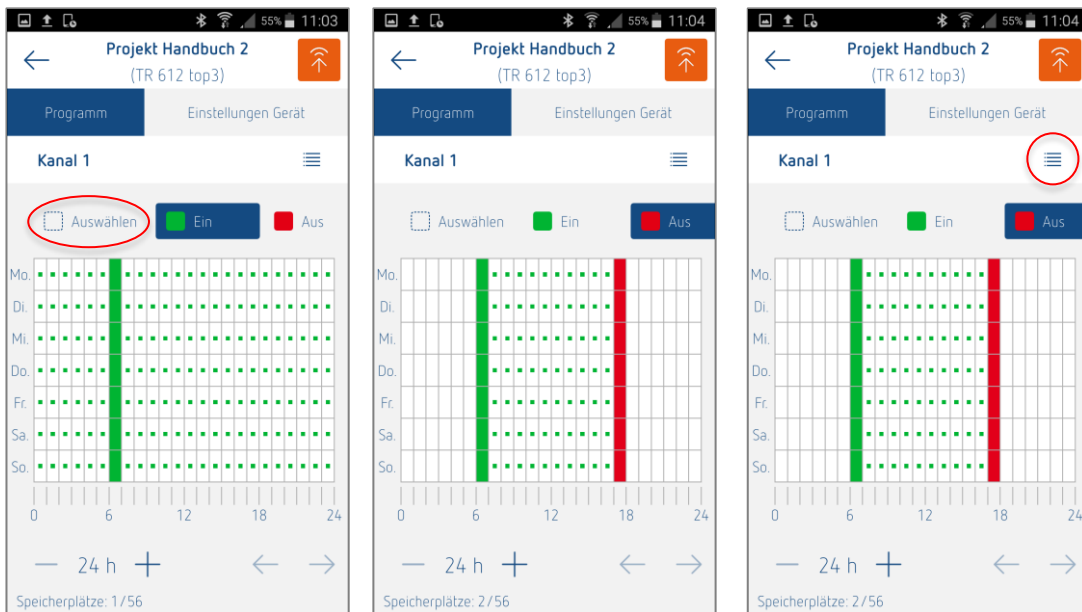 55% 11:03
Projekt Handbuch 2
(TR 612 top3)
Programm Einstellungen Gerät
Kanal 1
Auswählen Ein Aus
Mo.
Di.
Mi.
Do.
Fr.
Sa.
So.
0 6 12 18 24
24 h
Speicherplätze: 1/56
55% 11:04
Projekt Handbuch 2
(TR 612 top3)
Programm Einstellungen Gerät
Kanal 1
Auswählen Ein Aus
Mo.
Di.
Mi.
Do.
Fr.
Sa.
So.
0 6 12 18 24
24 h
Speicherplätze: 2/56
55% 11:04
Projekt Handbuch 2
(TR 612 top3)
Programm Einstellungen Gerät
Kanal 1
Auswählen Ein Aus
Mo.
Di.
Mi.
Do.
Fr.
Sa.
So.
0 6 12 18 24
24 h
Speicherplätze: 2/56